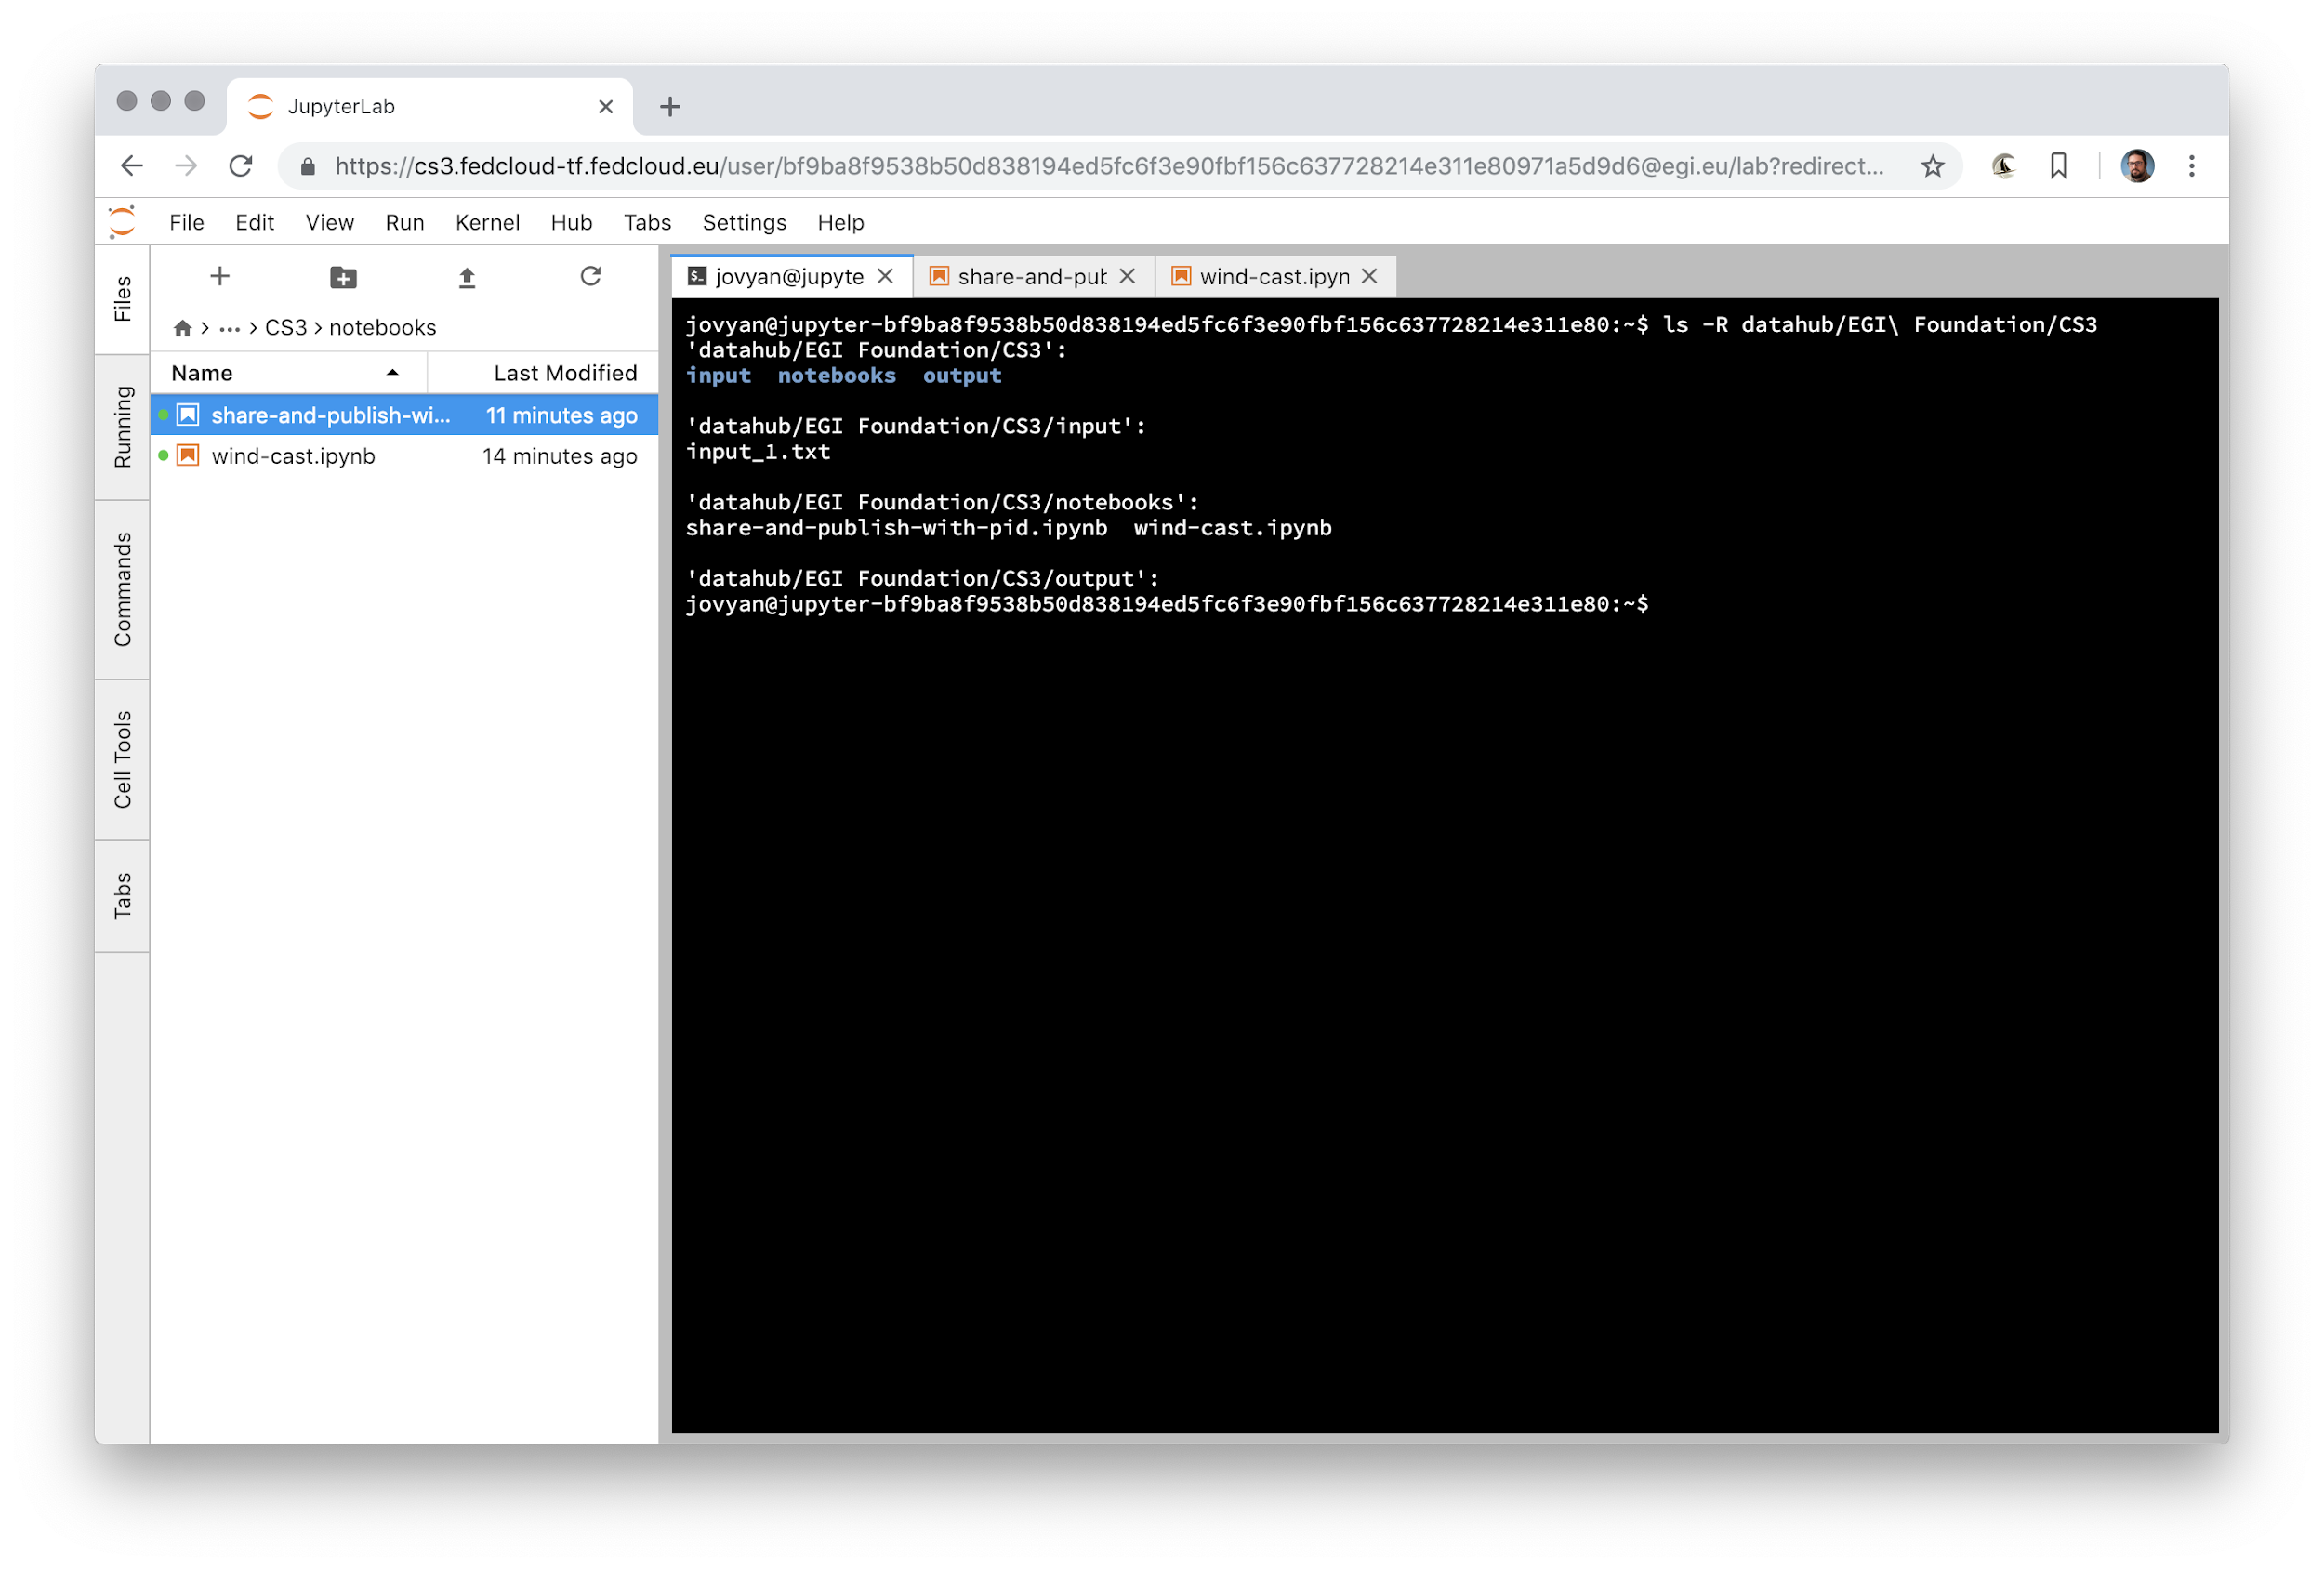 JupyterLab
https://cs3.fedcloud-tf.fedcloud.eu/user/bf9ba8f9538b50d838194ed5fc6f3e90fbf156c637728214e311e80971a5d9d6@egi.eu/lab?redirect...
File Edit View Run Kernel Hub Tabs Settings Help
Files
Running
Commands
Cell Tools
Tabs
> ... > CS3 > notebooks
Name Last Modified
share-and-publish-wi... 11 minutes ago
wind-cast.ipynb 14 minutes ago
jovyan@jupyte share-and-pub wind-cast.ipyn
jovyan@jupyter-bf9ba8f9538b50d838194ed5fc6f3e90fbf156c637728214e311e80:~$ ls -R datahub/EGI\ Foundation/CS3
'datahub/EGI Foundation/CS3':
input notebooks output
'datahub/EGI Foundation/CS3/input':
input_1.txt
'datahub/EGI Foundation/CS3/notebooks':
share-and-publish-with-pid.ipynb wind-cast.ipynb
'datahub/EGI Foundation/CS3/output':
jovyan@jupyter-bf9ba8f9538b50d838194ed5fc6f3e90fbf156c637728214e311e80:~$